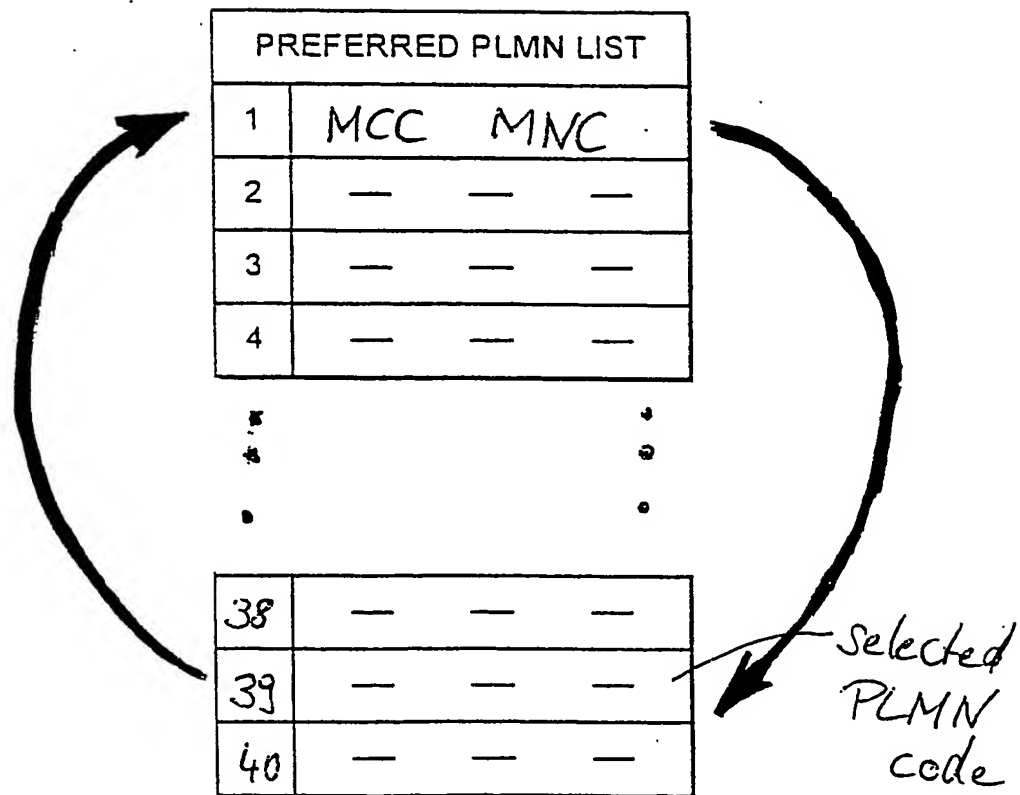 PREFERRED PLMN LIST
1 MCC MNC
2 — — —
3 — — —
4 — — —
38 — — —
39 — — —
40 — — —
selected
PLMN
code